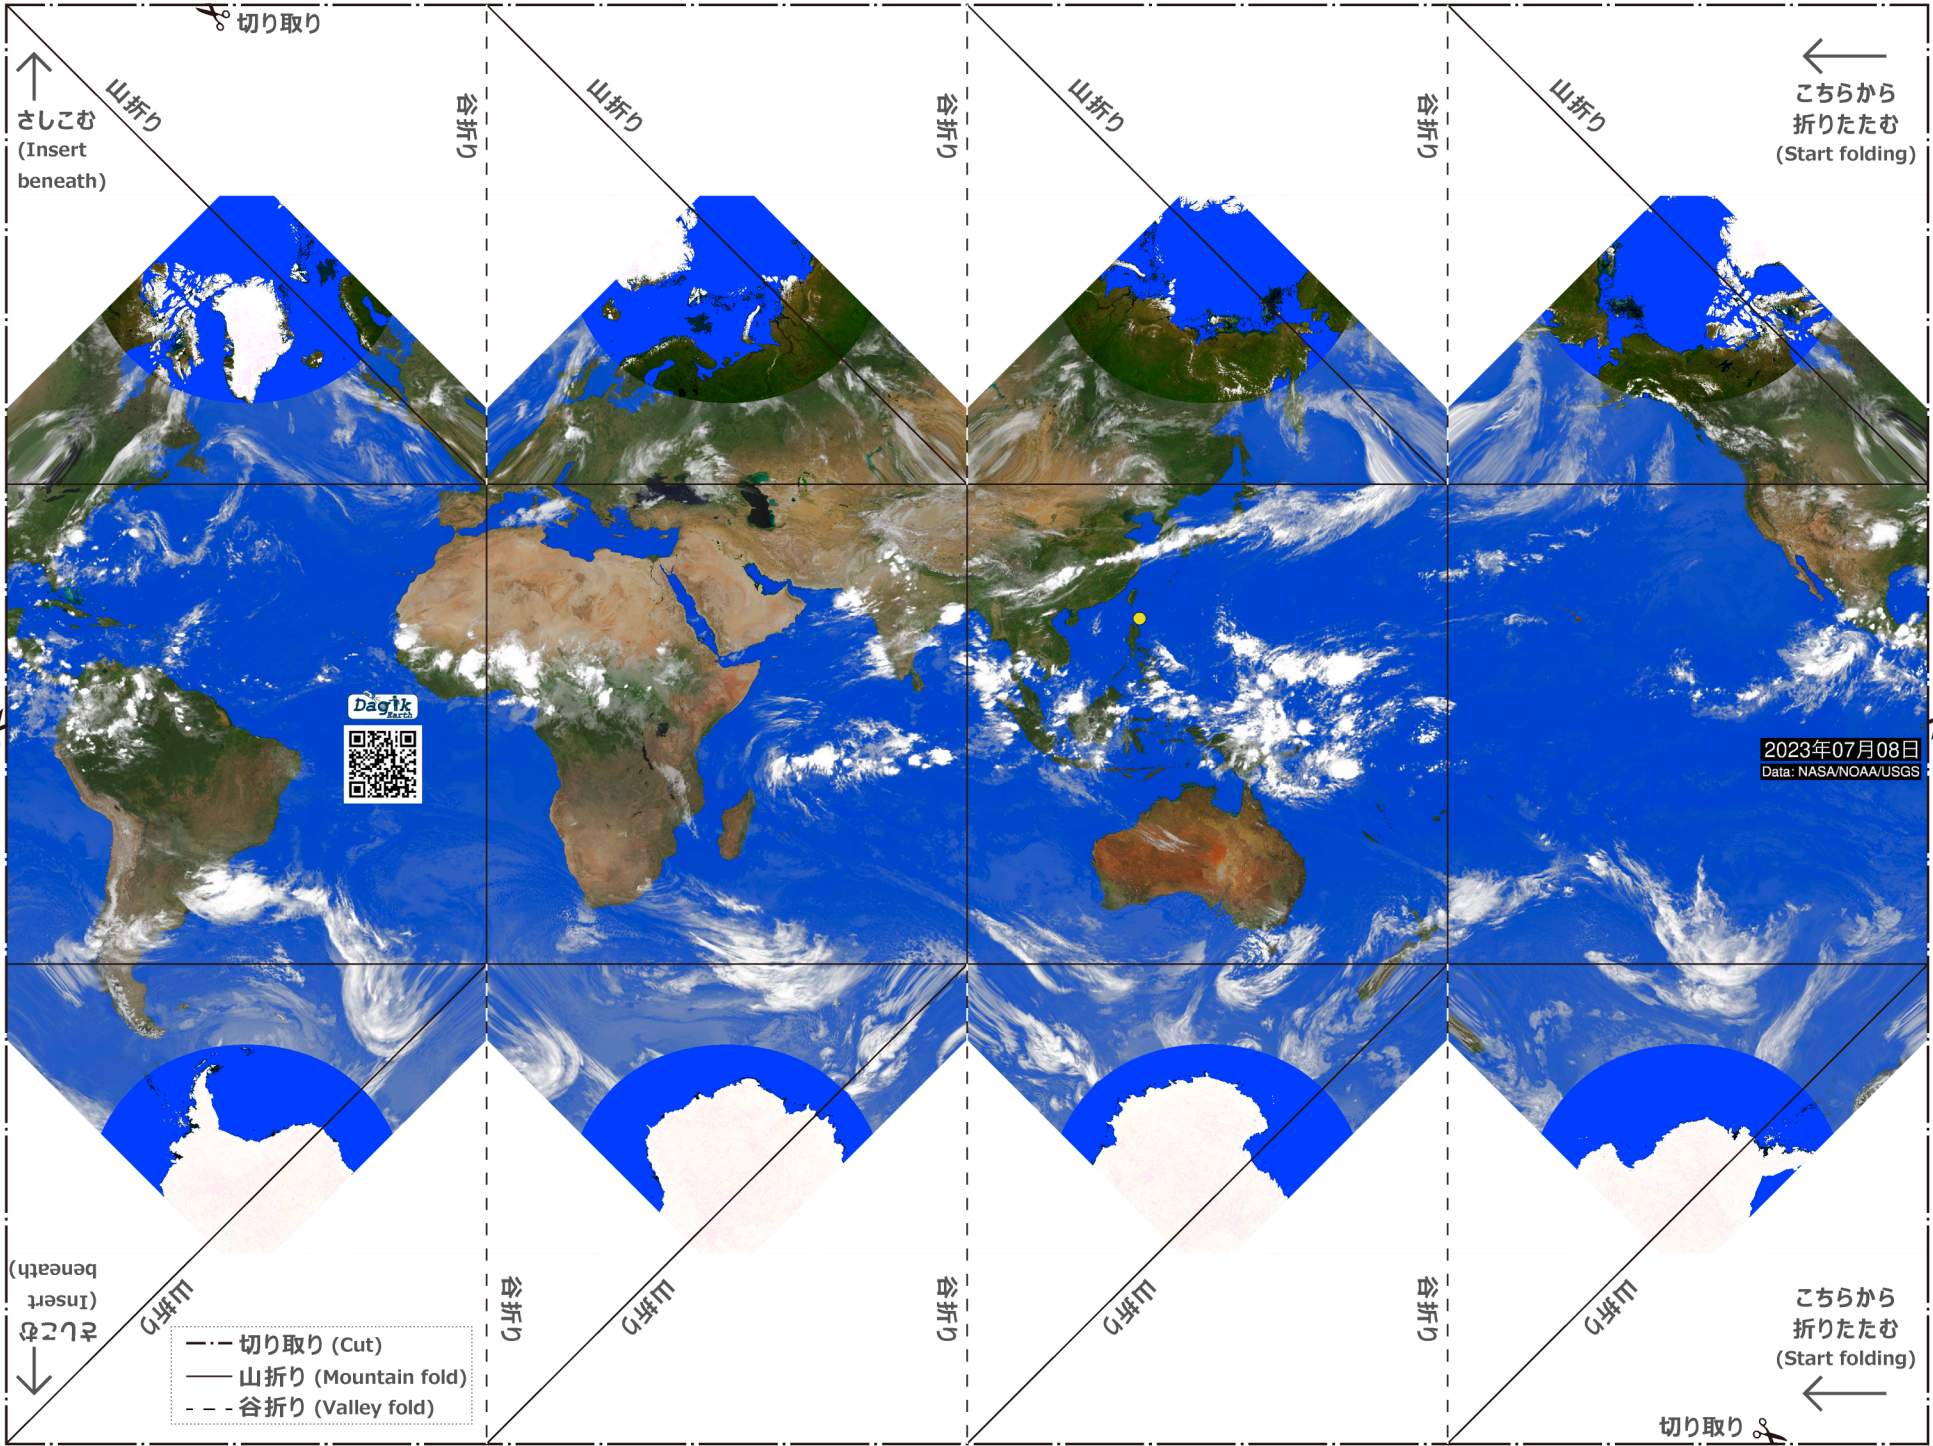 切り取り
山折り
谷折り
山折り
谷折り
山折り
谷折り
山折り
さしこむ
(Insert
beneath)
こちらから
折りたたむ
(Start folding)
Dagik
Earth
2023年07月08日
Data: NASA/NOAA/USGS
さしこむ
(Insert
beneath)
山折り
谷折り
山折り
谷折り
山折り
谷折り
山折り
こちらから
折りたたむ
(Start folding)
切り取り (Cut)
山折り (Mountain fold)
谷折り (Valley fold)
切り取り